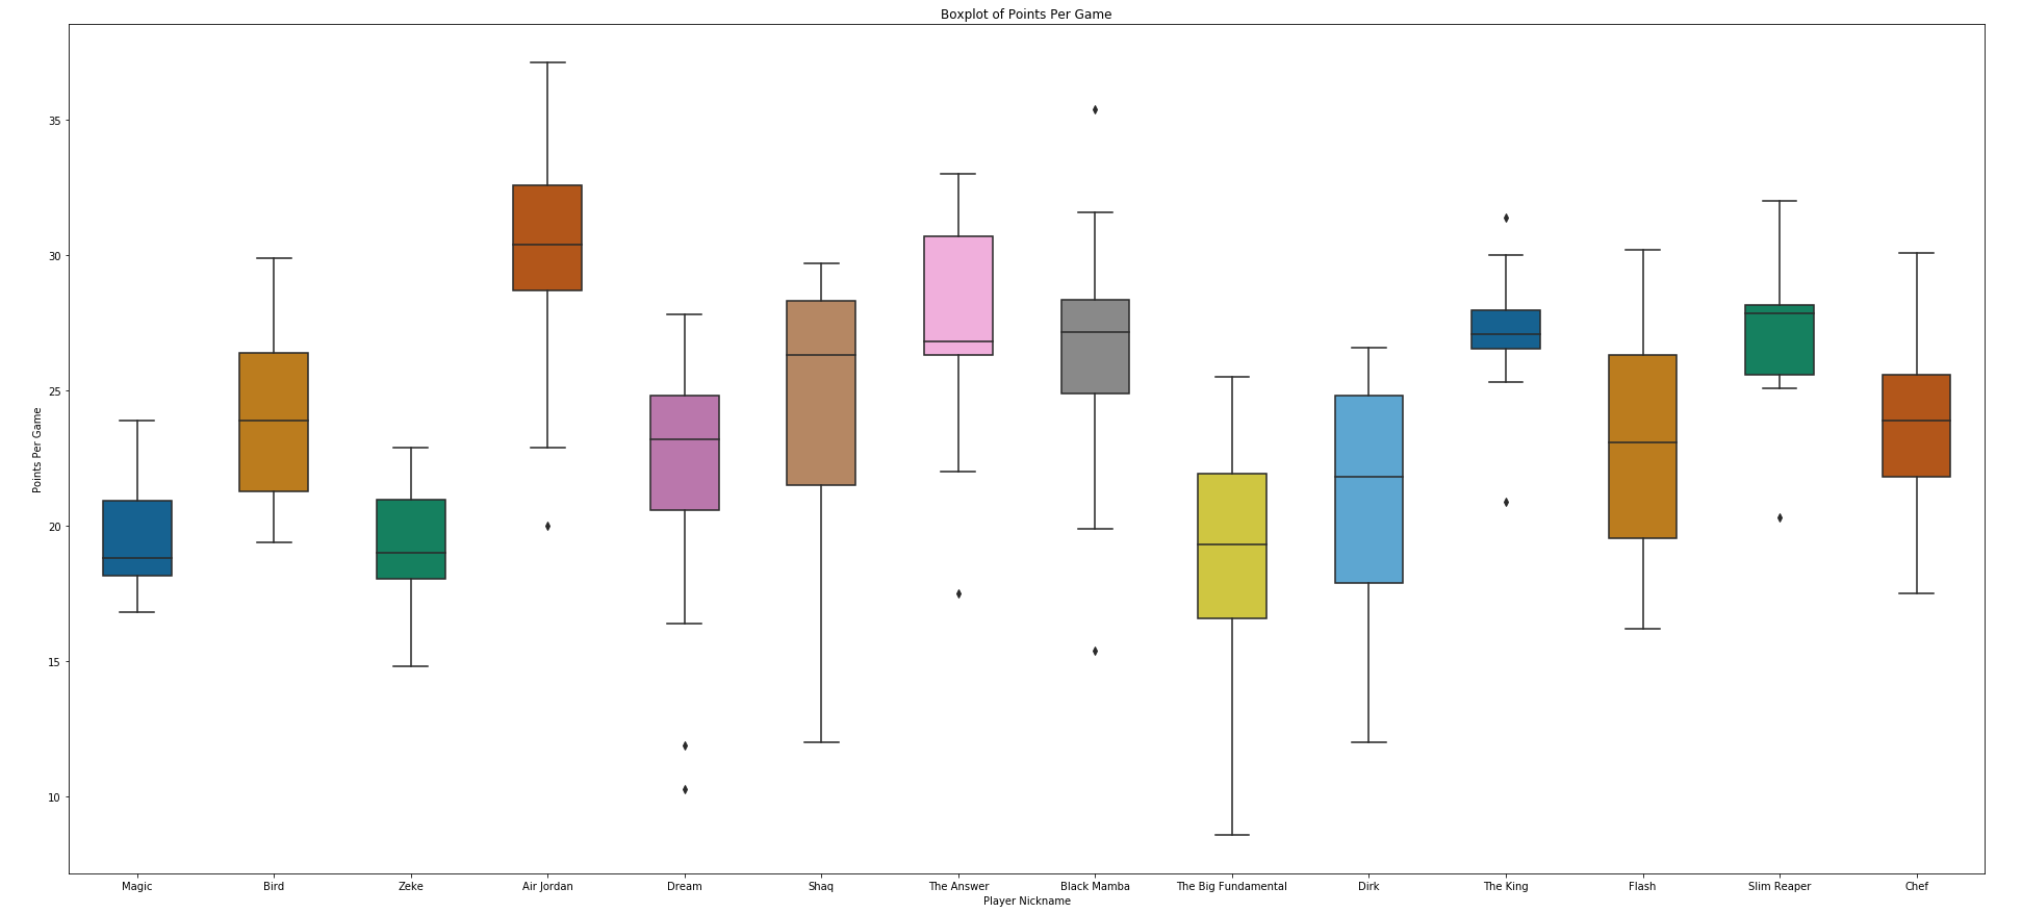 Boxplot of Points Per Game
Points Per Game
35
30
25
20
15
10
Magic Bird Zeke Air Jordan Dream Shaq The Answer Black Mamba The Big Fundamental Dirk The King Flash Slim Reaper Chef
Player Nickname